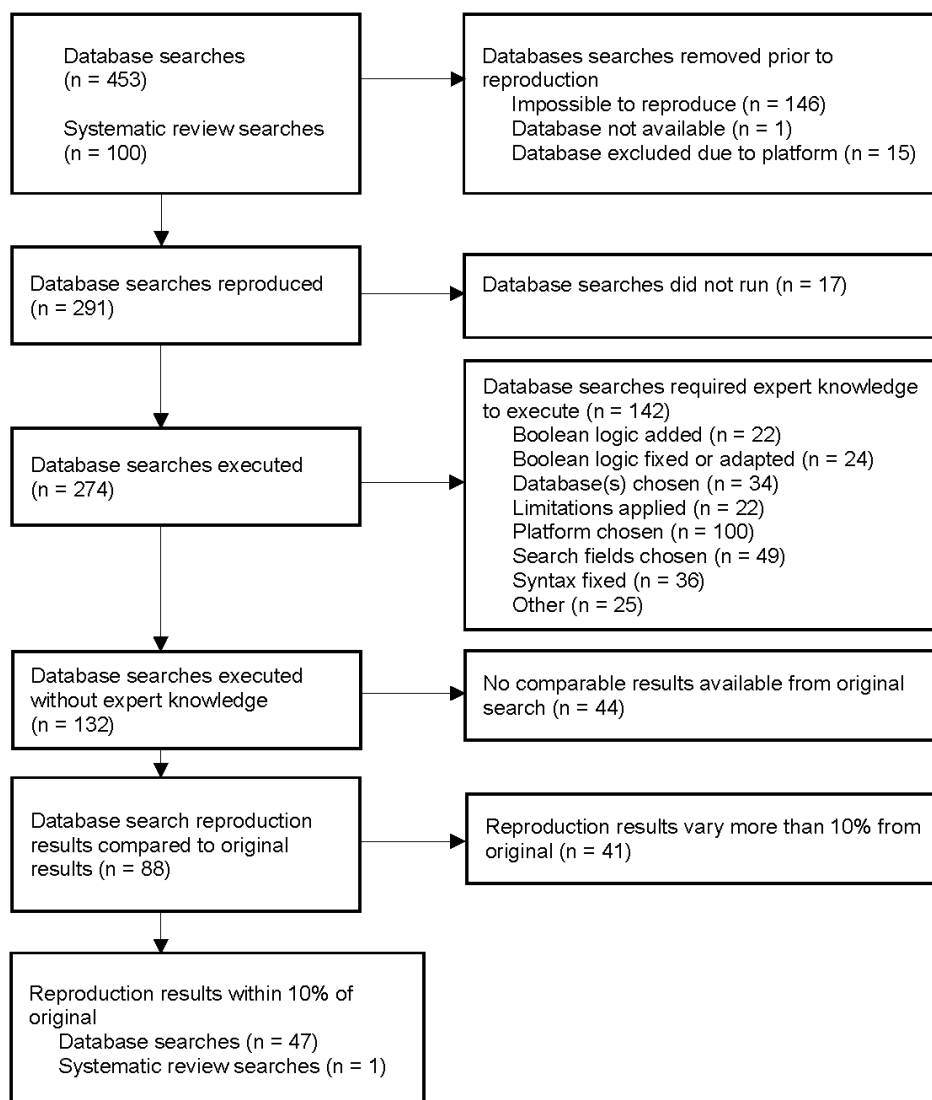 Database searches
(n = 453)
Systematic review searches
(n = 100)
Databases searches removed prior to
reproduction
Impossible to reproduce (n = 146)
Database not available (n = 1)
Database excluded due to platform (n = 15)
Database searches reproduced
(n = 291)
Database searches did not run (n = 17)
Database searches executed
(n = 274)
Database searches required expert knowledge
to execute (n = 142)
Boolean logic added (n = 22)
Boolean logic fixed or adapted (n = 24)
Database(s) chosen (n = 34)
Limitations applied (n = 22)
Platform chosen (n = 100)
Search fields chosen (n = 49)
Syntax fixed (n = 36)
Other (n = 25)
Database searches executed
without expert knowledge
(n = 132)
No comparable results available from original
search (n = 44)
Database search reproduction
results compared to original
results (n = 88)
Reproduction results vary more than 10% from
original (n = 41)
Reproduction results within 10% of
original
Database searches (n = 47)
Systematic review searches (n = 1)